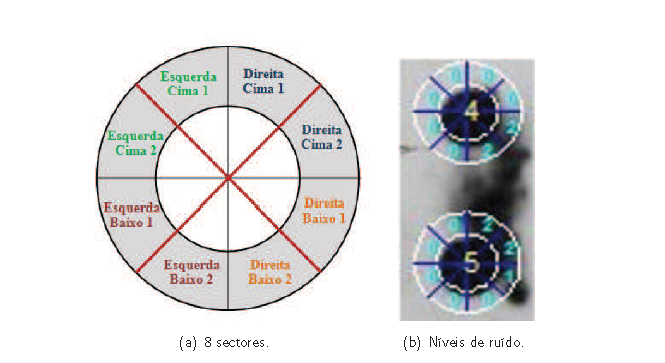 Esquerda
Cima 1
Direita
Cima 1
Esquerda
Cima 2
Direita
Cima 2
Esquerda
Baixo 1
Direita
Baixo 1
Esquerda
Baixo 2
Direita
Baixo 2
4
5
(a) 8 sectores.
(b) Níveis de ruído.